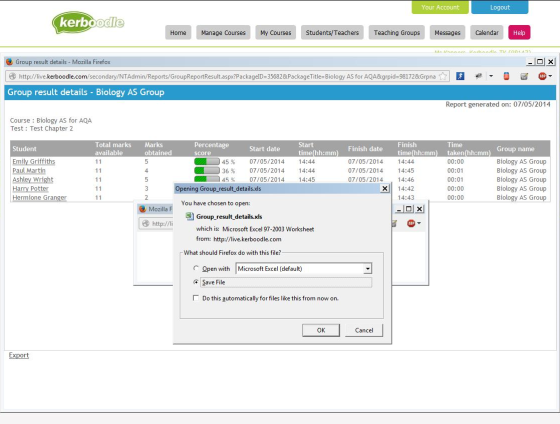 Your Account Logout
kerboodle
Home Manage Courses My Courses Students/Teachers Teaching Groups Messages Calendar Help
Group result details - Mozilla Firefox
http://live.kerboodle.com/secondary/NTAdmin/Reports/GroupReportResult.aspx?PackageID=35882&PackageTitle=Biology AS for AQA&grpid=98172&Grpna
Group result details - Biology AS Group
Report generated on: 07/05/2014
Course : Biology AS for AQA
Test : Test Chapter 2
Student Total marks available Marks obtained Percentage score Start date Start time(hh:mm) Finish date Finish time(hh:mm) Time taken(hh:mm) Group name
Emily Griffiths 11 5 45 % 07/05/2014 14:44 07/05/2014 14:44 00:00 Biology AS Group
Paul Martin 11 4 36 % 07/05/2014 14:44 07/05/2014 14:45 00:01 Biology AS Group
Ashley Wright 11 5 45 % 07/05/2014 14:45 07/05/2014 14:46 00:01 Biology AS Group
Harry Potter 11 3 14:42 00:00 Biology AS Group
Hermione Granger 11 2 14:43 00:00 Biology AS Group
Opening Group_result_details.xls
Mozilla F
http://li
You have chosen to open:
Group_result_details.xls
which is: Microsoft Excel 97-2003 Worksheet
from: http://live.kerboodle.com
What should Firefox do with this file?
Open with Microsoft Excel (default)
Save File
Do this automatically for files like this from now on.
OK Cancel
Export